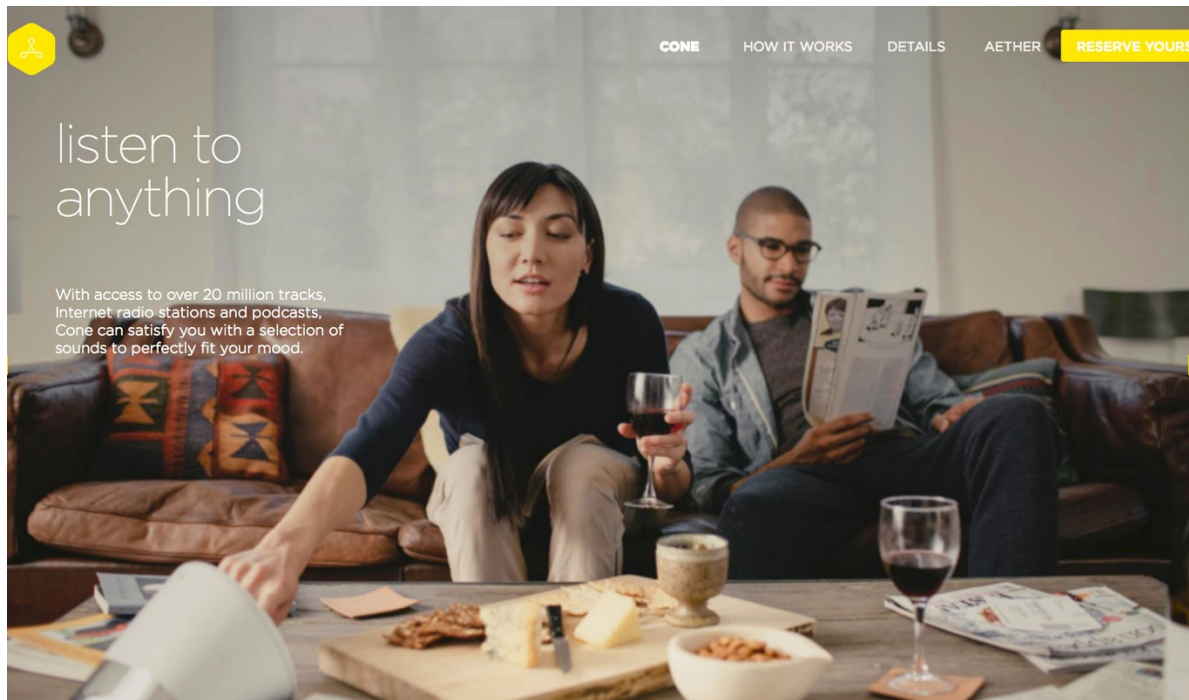 CONE
HOW IT WORKS
DETAILS
AETHER
RESERVE YOURS
listen to
anything
With access to over 20 million tracks,
Internet radio stations and podcasts,
Cone can satisfy you with a selection of
sounds to perfectly fit your mood.